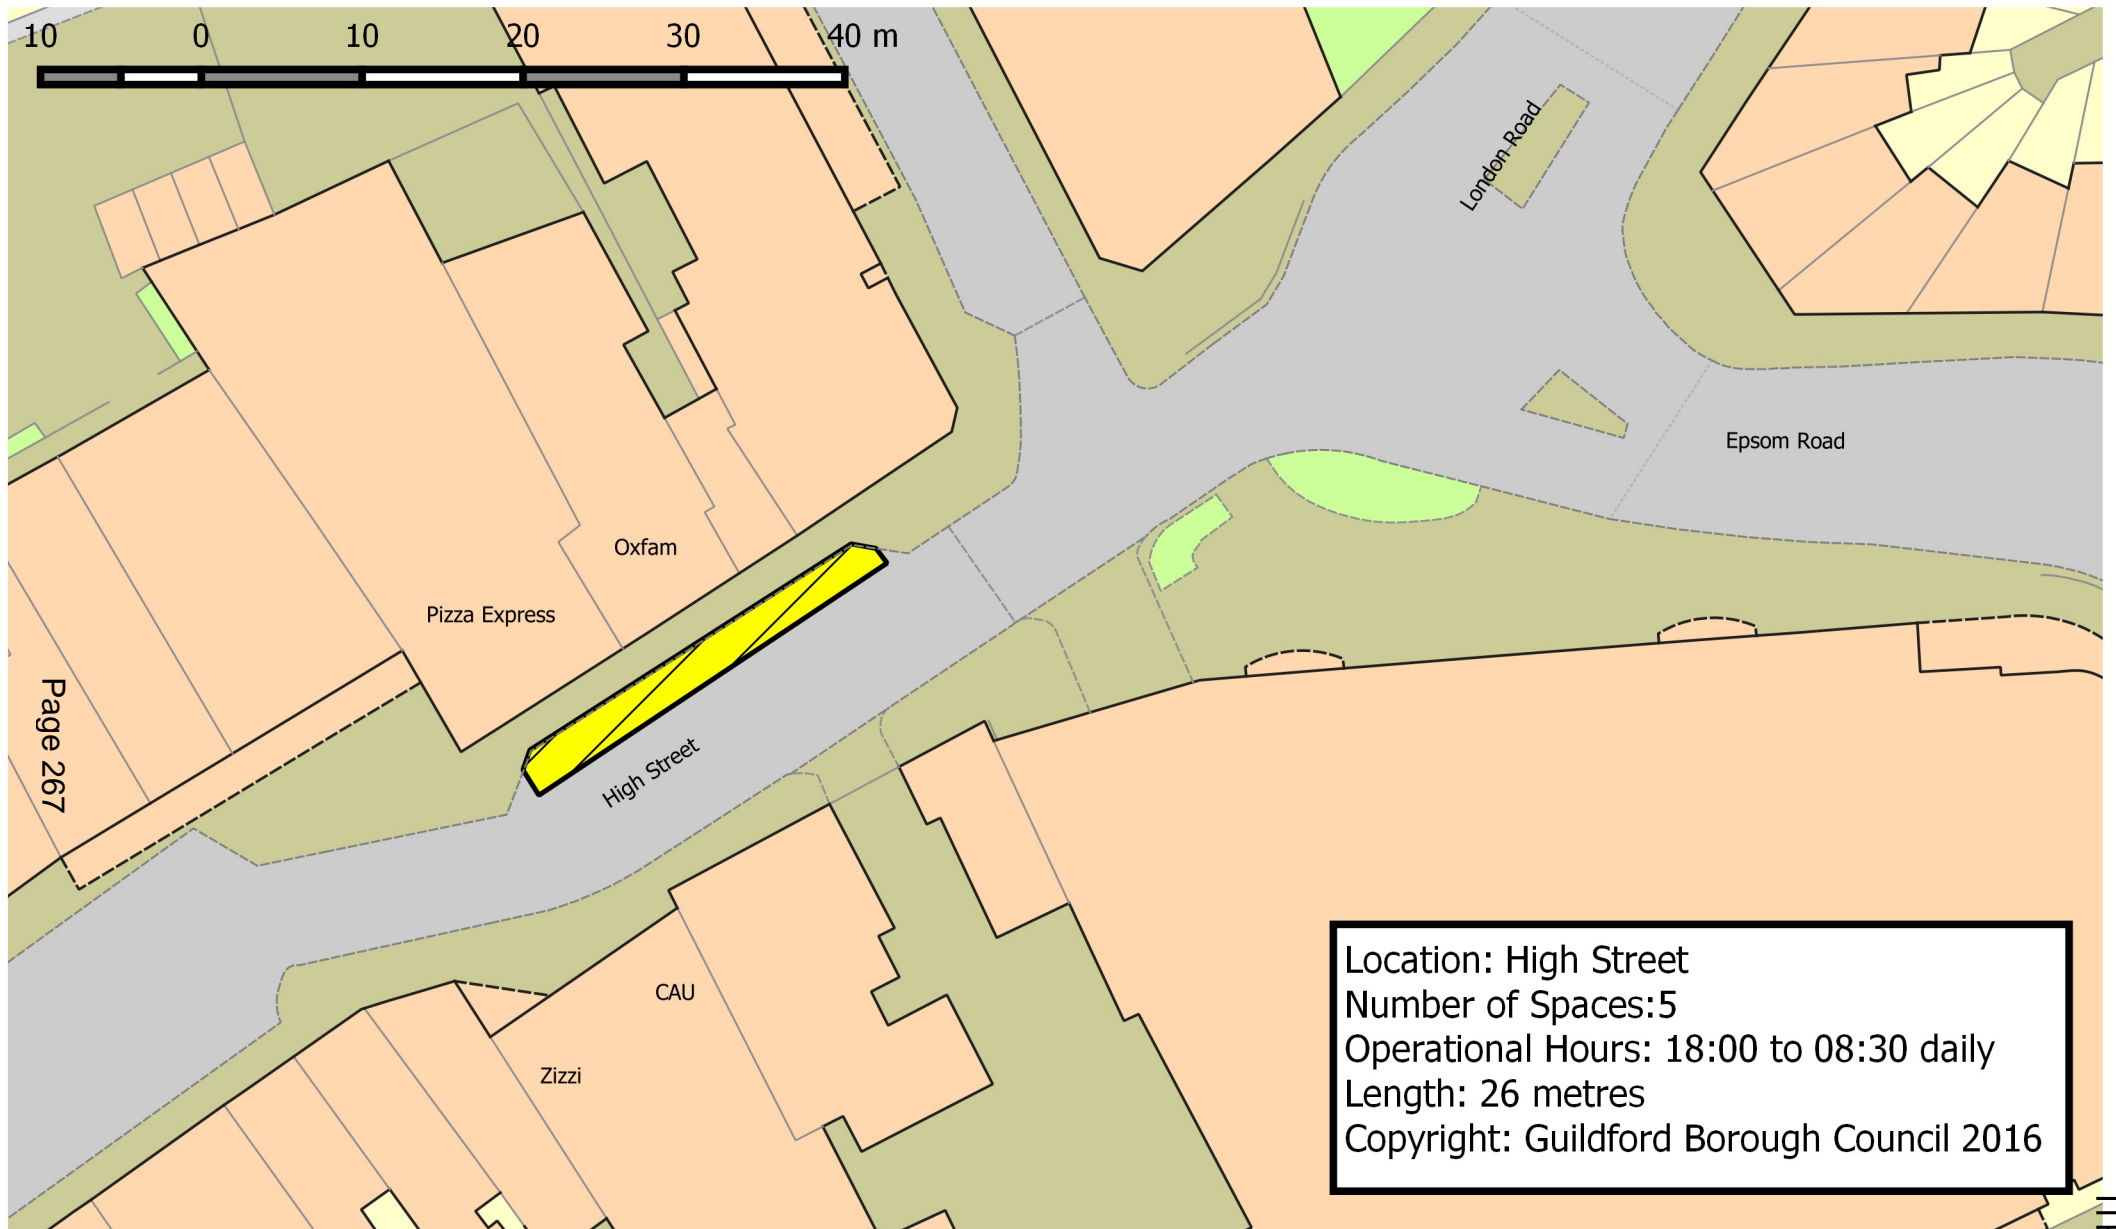 10 0 10 20 30 40 m
London Road
Epsom Road
Oxfam
Pizza Express
High Street
Page 267
CAU
Zizzi
Location: High Street
Number of Spaces:5
Operational Hours: 18:00 to 08:30 daily
Length: 26 metres
Copyright: Guildford Borough Council 2016